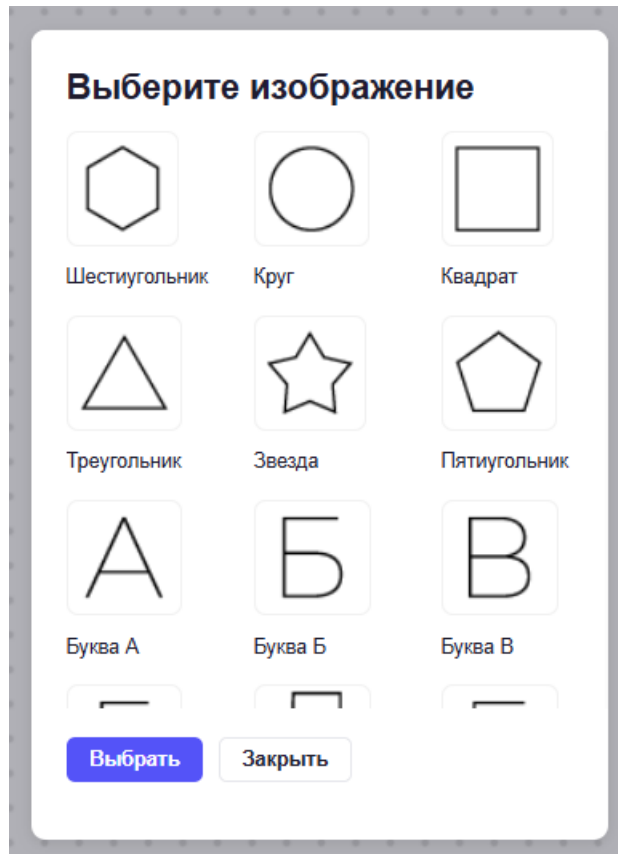 Выберите изображение
Шестиугольник Круг Квадрат
Треугольник Звезда Пятиугольник
А Б В
Буква А Буква Б Буква В
Выбрать Закрыть